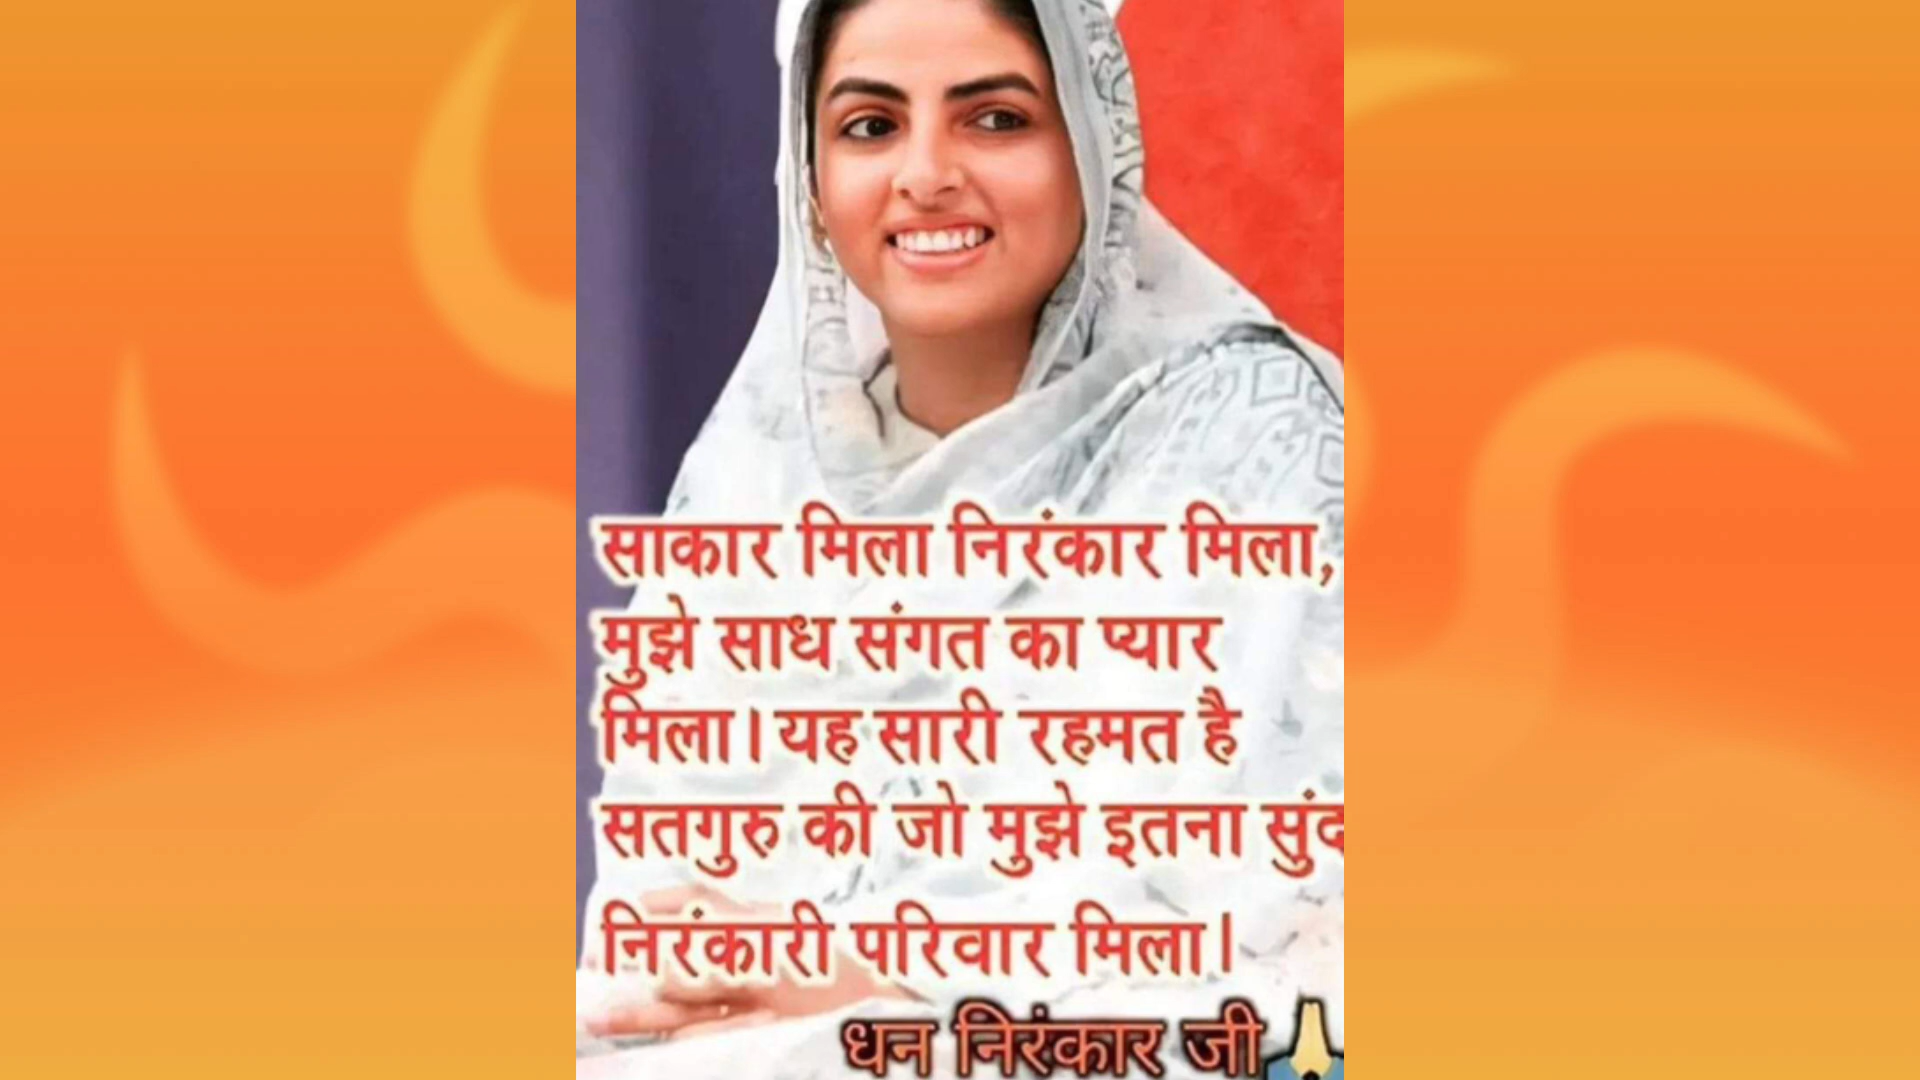 साकार मिला निरंकार मिला,
मुझे साध संगत का प्यार
मिला। यह सारी रहमत है
सतगुरु की जो मुझे इतना
निरंकारी परिवार मिला।
धन निरंकार जी🙏